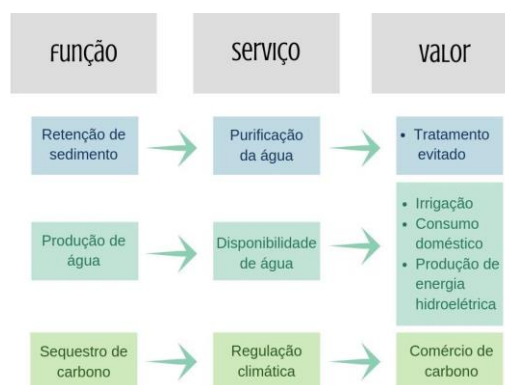 Função
Serviço
Valor
Retenção de
sedimento
Purificação
da água
• Tratamento
evitado
Produção de
água
Disponibilidade
de água
• Irrigação
• Consumo
doméstico
• Produção de
energia
hidroelétrica
Sequestro de
carbono
Regulação
climática
Comércio de
carbono